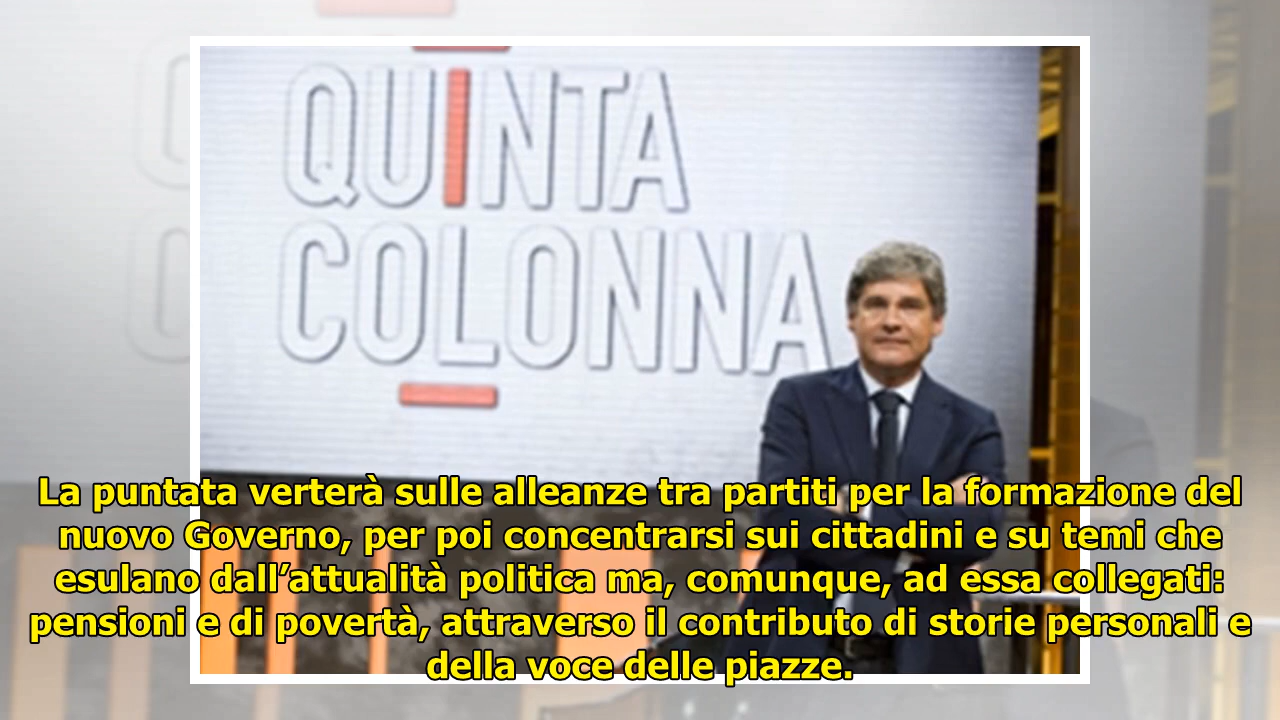 QUINTA
COLONNA
La puntata verterà sulle alleanze tra partiti per la formazione del
nuovo Governo, per poi concentrarsi sui cittadini e su temi che
esulano dall’attualità politica ma, comunque, ad essa collegati:
pensioni e di povertà, attraverso il contributo di storie personali e
della voce delle piazze.